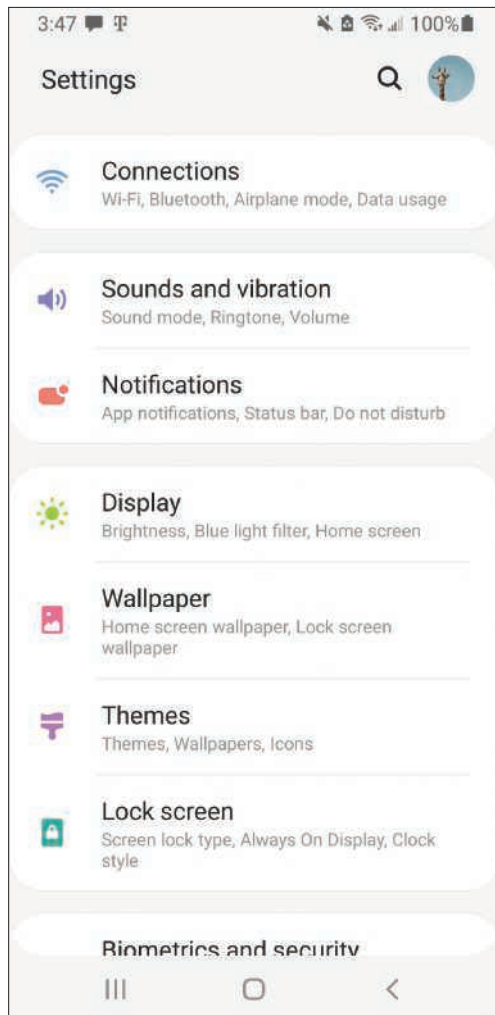 3:47 100%
Settings
Connections
Wi-Fi, Bluetooth, Airplane mode, Data usage
Sounds and vibration
Sound mode, Ringtone, Volume
Notifications
App notifications, Status bar, Do not disturb
Display
Brightness, Blue light filter, Home screen
Wallpaper
Home screen wallpaper, Lock screen
wallpaper
Themes
Themes, Wallpapers, Icons
Lock screen
Screen lock type, Always On Display, Clock
style
Biometrics and security